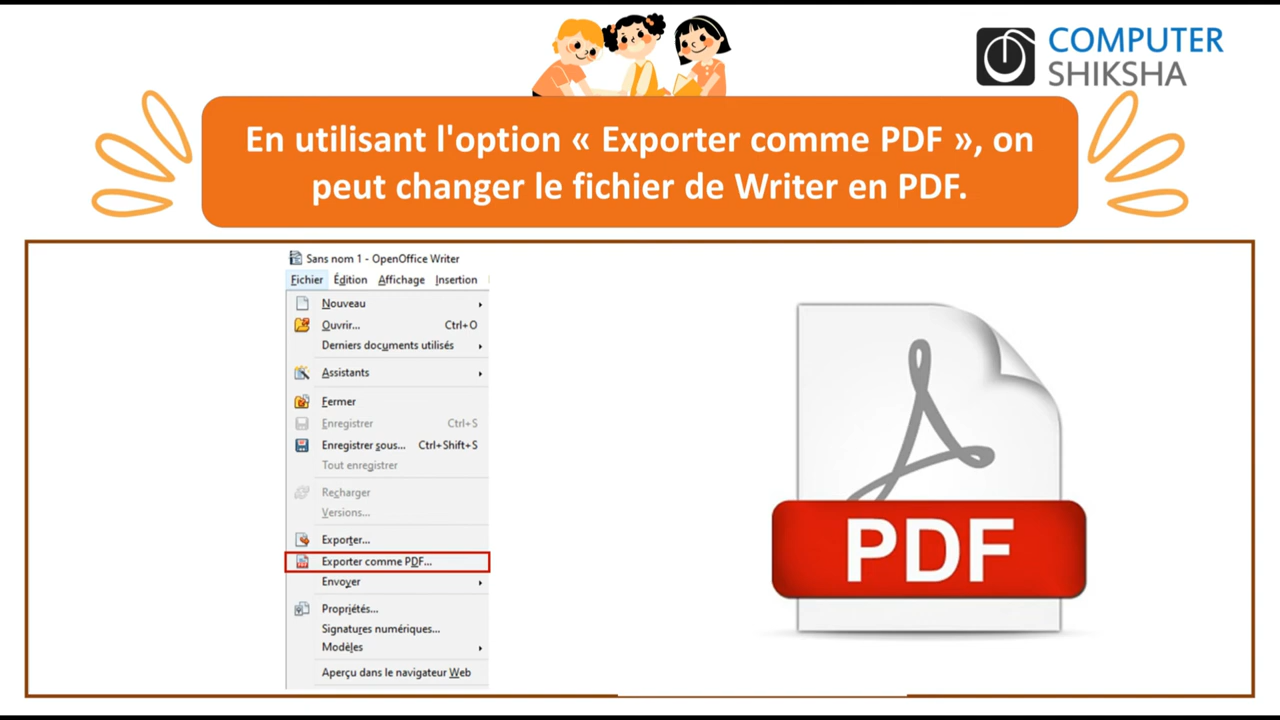 COMPUTER
SHIKSHA
En utilisant l'option « Exporter comme PDF », on
peut changer le fichier de Writer en PDF.
Sans nom 1 - OpenOffice Writer
Fichier Édition Affichage Insertion
Nouveau
Ouvrir... Ctrl+O
Derniers documents utilisés
Assistants
Fermer
Enregistrer Ctrl+S
Enregistrer sous... Ctrl+Shift+S
Tout enregistrer
Recharger
Versions...
Exporter...
Exporter comme PDF...
Envoyer
Propriétés...
Signatures numériques...
Modèles
Aperçu dans le navigateur Web
PDF